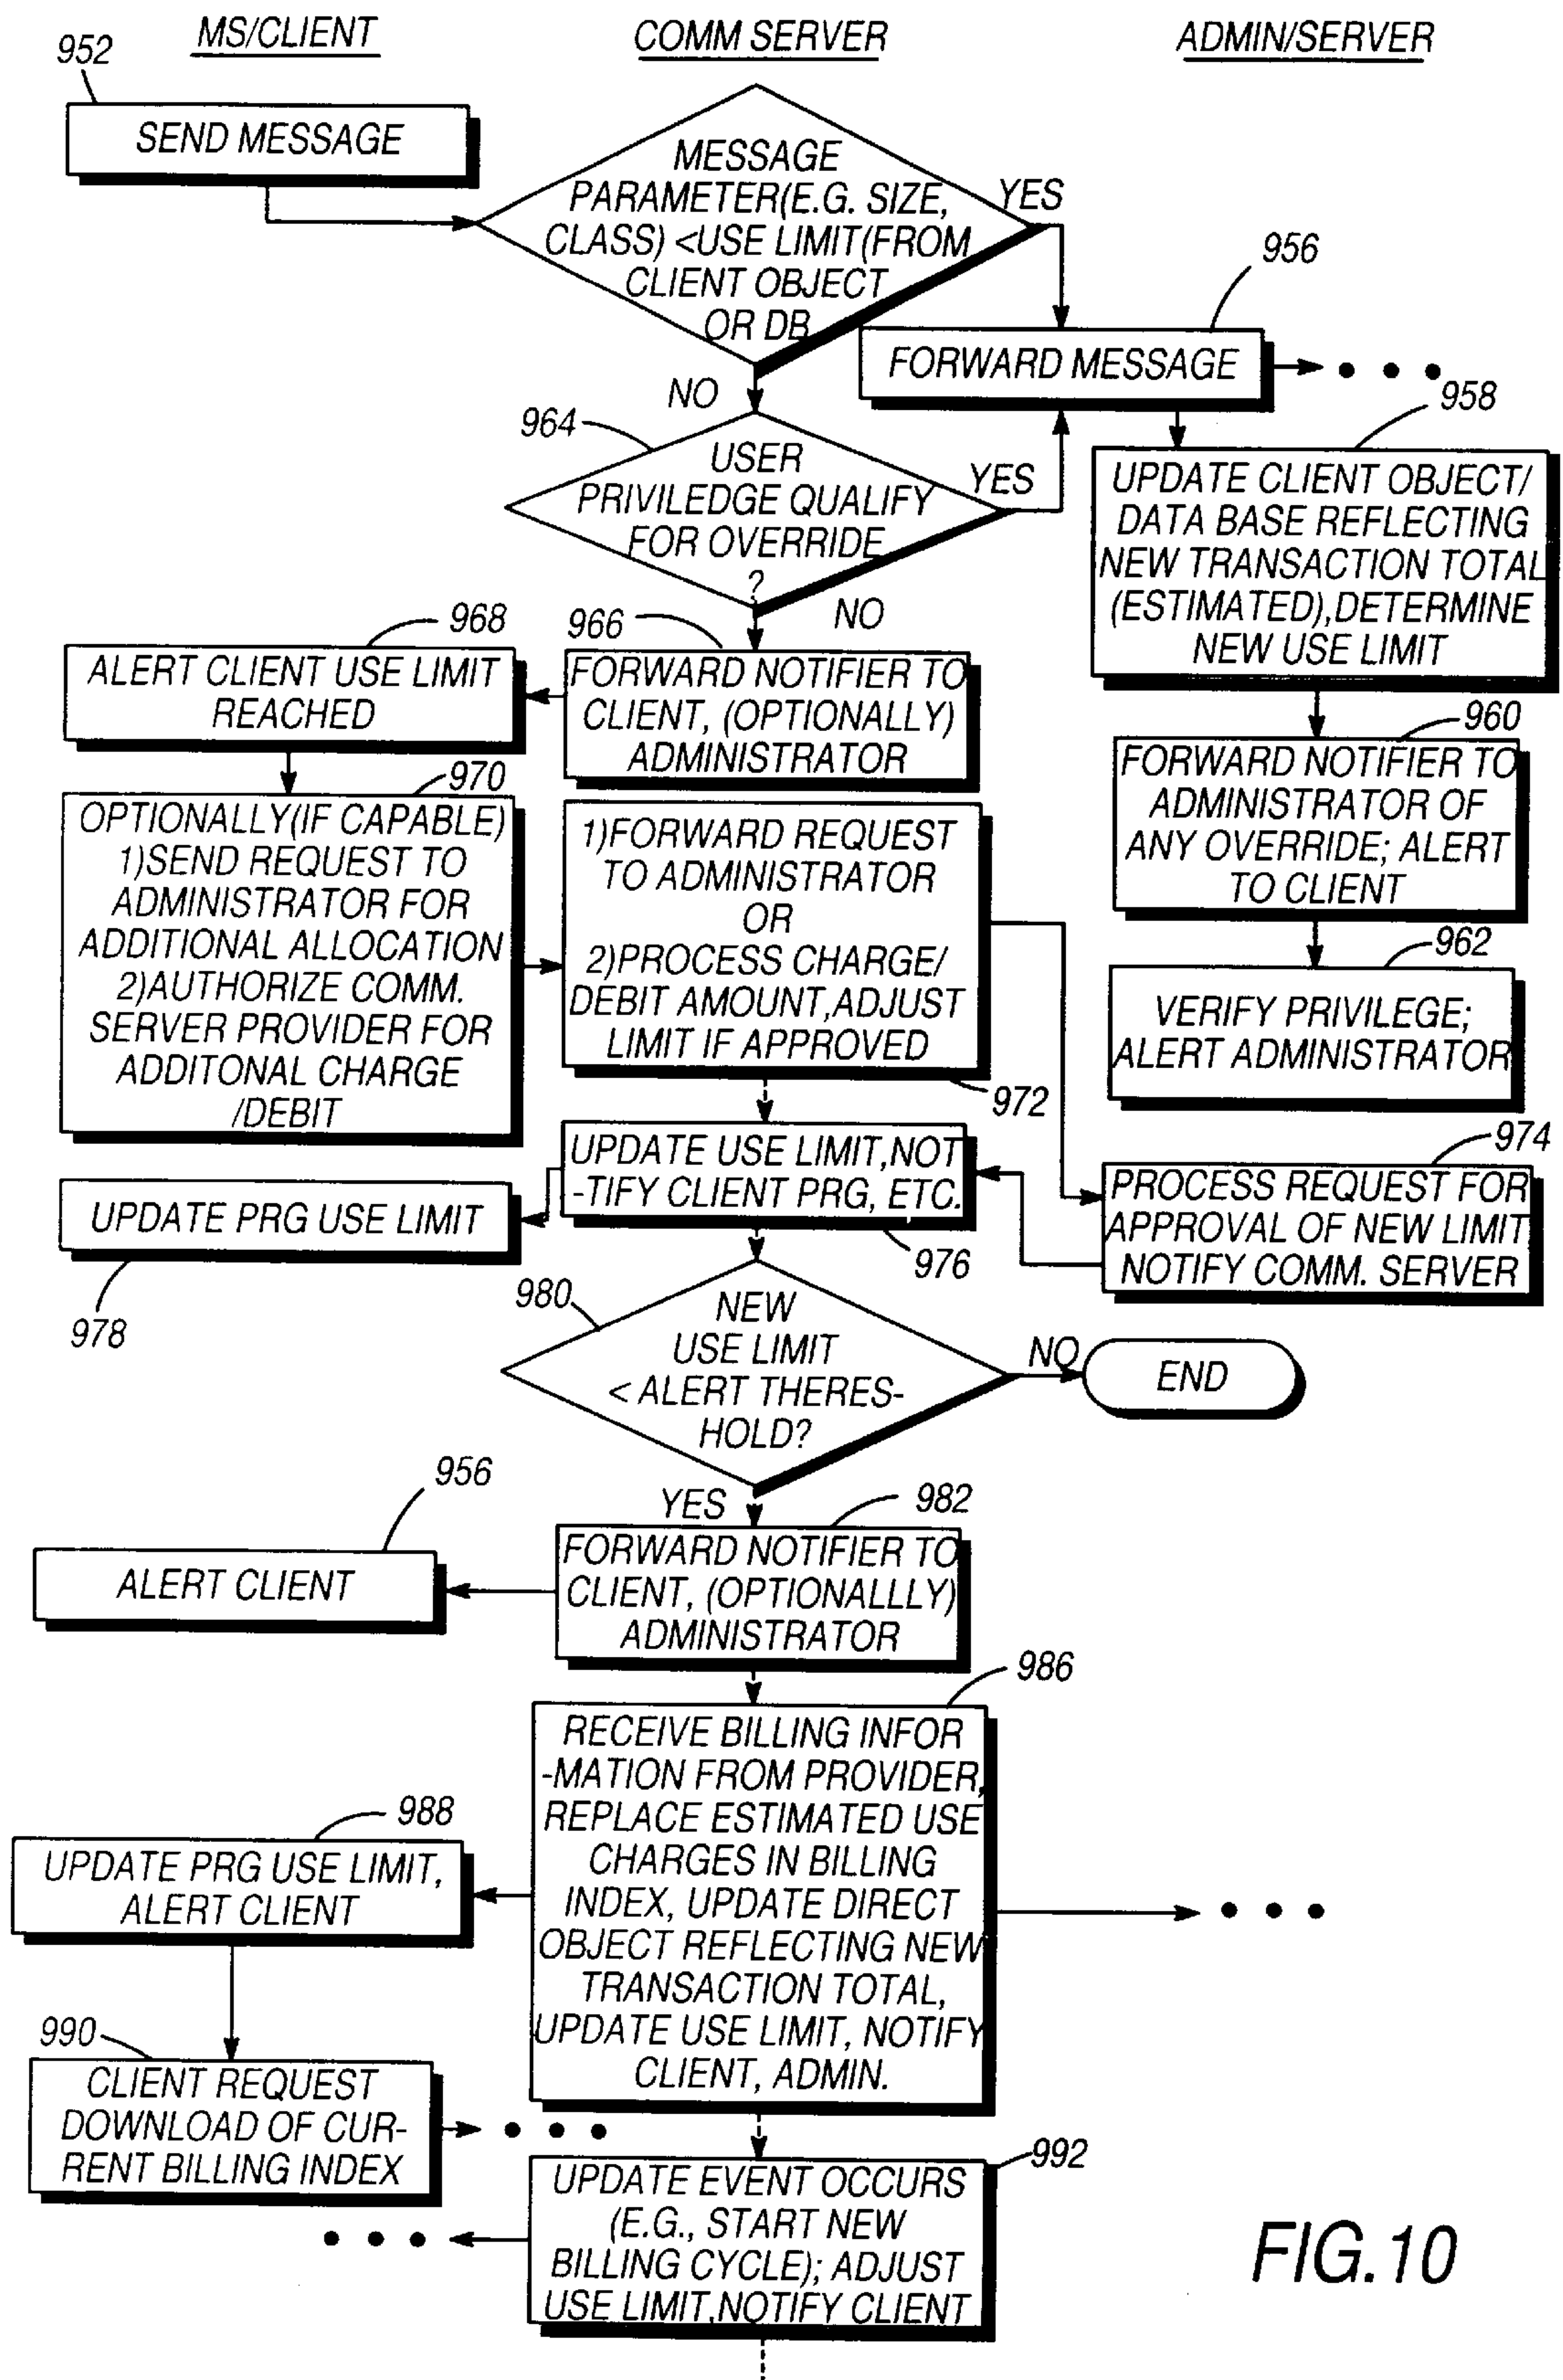 MS/CLIENT
COMM SERVER
ADMIN/SERVER
952
SEND MESSAGE
MESSAGE
PARAMETER(E.G. SIZE,
CLASS) <USE LIMIT(FROM
CLIENT OBJECT
OR DB
YES
NO
956
FORWARD MESSAGE
• • •
964
USER
PRIVILEDGE QUALIFY
FOR OVERRIDE
?
YES
NO
958
UPDATE CLIENT OBJECT/
DATA BASE REFLECTING
NEW TRANSACTION TOTAL
(ESTIMATED),DETERMINE
NEW USE LIMIT
966
FORWARD NOTIFIER TO
CLIENT, (OPTIONALLY)
ADMINISTRATOR
968
ALERT CLIENT USE LIMIT
REACHED
960
FORWARD NOTIFIER TO
ADMINISTRATOR OF
ANY OVERRIDE; ALERT
TO CLIENT
970
OPTIONALLY(IF CAPABLE)
1)SEND REQUEST TO
ADMINISTRATOR FOR
ADDITIONAL ALLOCATION
2)AUTHORIZE COMM.
SERVER PROVIDER FOR
ADDITONAL CHARGE
/DEBIT
1)FORWARD REQUEST
TO ADMINISTRATOR
OR
2)PROCESS CHARGE/
DEBIT AMOUNT,ADJUST
LIMIT IF APPROVED
972
962
VERIFY PRIVILEGE;
ALERT ADMINISTRATOR
UPDATE USE LIMIT,NOT
-TIFY CLIENT PRG, ETC.
976
974
PROCESS REQUEST FOR
APPROVAL OF NEW LIMIT
NOTIFY COMM. SERVER
UPDATE PRG USE LIMIT
978
980
NEW
USE LIMIT
< ALERT THERES-
HOLD?
NO
END
YES
956
ALERT CLIENT
982
FORWARD NOTIFIER TO
CLIENT, (OPTIONALLLY)
ADMINISTRATOR
986
RECEIVE BILLING INFOR
-MATION FROM PROVIDER,
REPLACE ESTIMATED USE
CHARGES IN BILLING
INDEX, UPDATE DIRECT
OBJECT REFLECTING NEW
TRANSACTION TOTAL,
UPDATE USE LIMIT, NOTIFY
CLIENT, ADMIN.
• • •
988
UPDATE PRG USE LIMIT,
ALERT CLIENT
990
CLIENT REQUEST
DOWNLOAD OF CUR-
RENT BILLING INDEX
• • •
992
UPDATE EVENT OCCURS
(E.G., START NEW
BILLING CYCLE); ADJUST
USE LIMIT,NOTIFY CLIENT
• • •
FIG.10